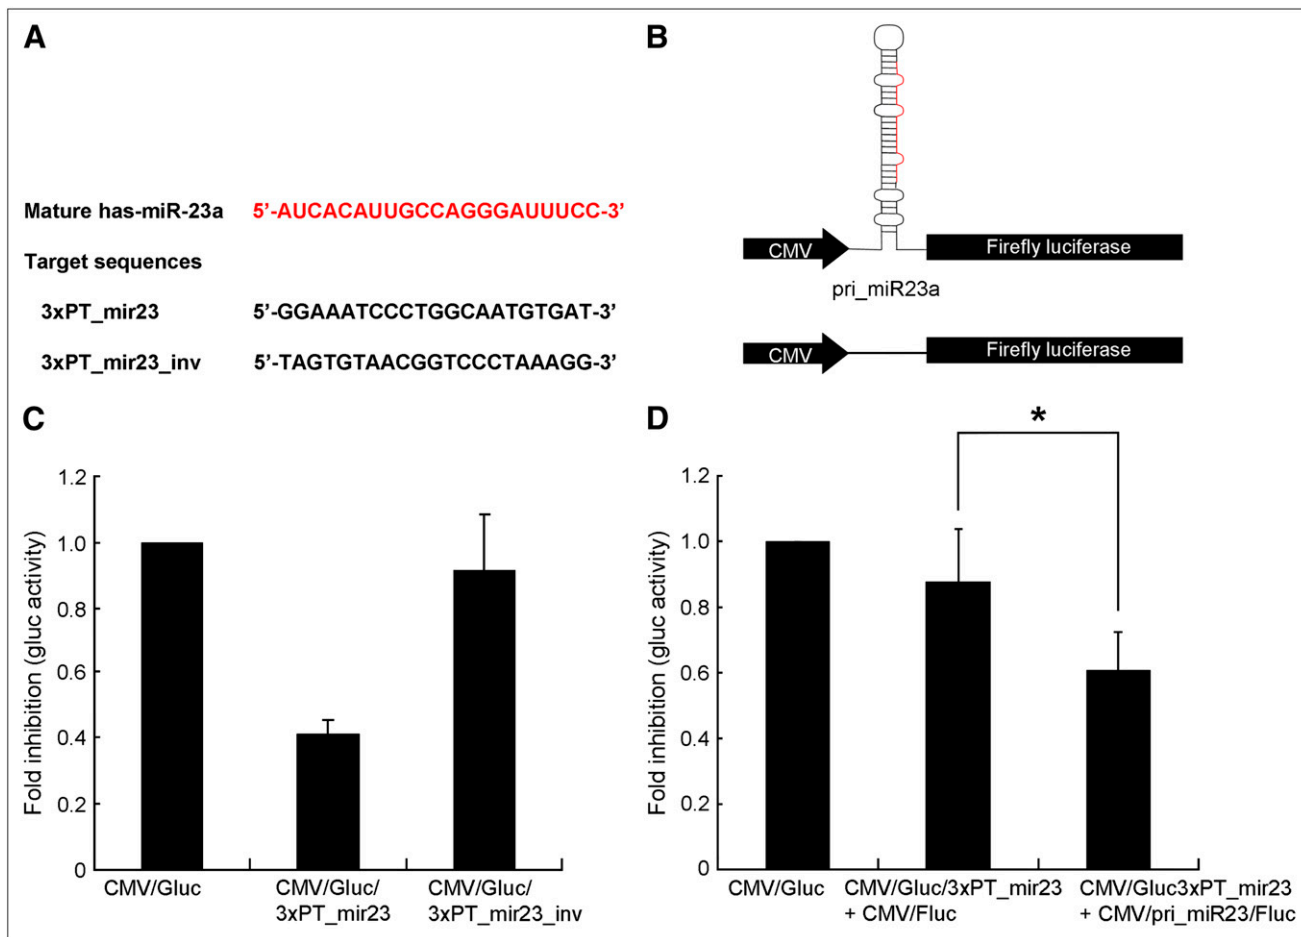 A
Mature has-miR-23a 5’-AUCACAUUGCCAGGGAUUUCC-3’
Target sequences
3xPT_mir23 5’-GGAAATCCCTGGCAATGTGAT-3’
3xPT_mir23_inv 5’-TAGTGTAACGGTCCCTAAAGG-3’
B
CMV
Firefly luciferase
pri_miR23a
CMV
Firefly luciferase
C
Fold inhibition (gluc activity)
1.2
1.0
0.8
0.6
0.4
0.2
0
CMV/Gluc
CMV/Gluc/
3xPT_mir23
CMV/Gluc/
3xPT_mir23_inv
D
*
Fold inhibition (gluc activity)
1.2
1.0
0.8
0.6
0.4
0.2
0
CMV/Gluc
CMV/Gluc/3xPT_mir23
+ CMV/Fluc
CMV/Gluc3xPT_mir23
+ CMV/pri_miR23/Fluc